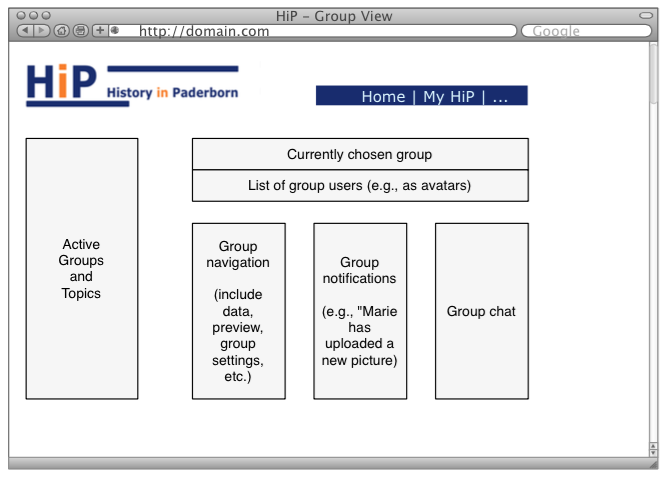 HiP – Group View
http://domain.com
Google
HiP History in Paderborn
Home | My HiP | ...
Currently chosen group
List of group users (e.g., as avatars)
Active
Groups
and
Topics
Group
navigation
(include
data,
preview,
group
settings,
etc.)
Group
notifications
(e.g., "Marie
has
uploaded a
new picture)
Group chat